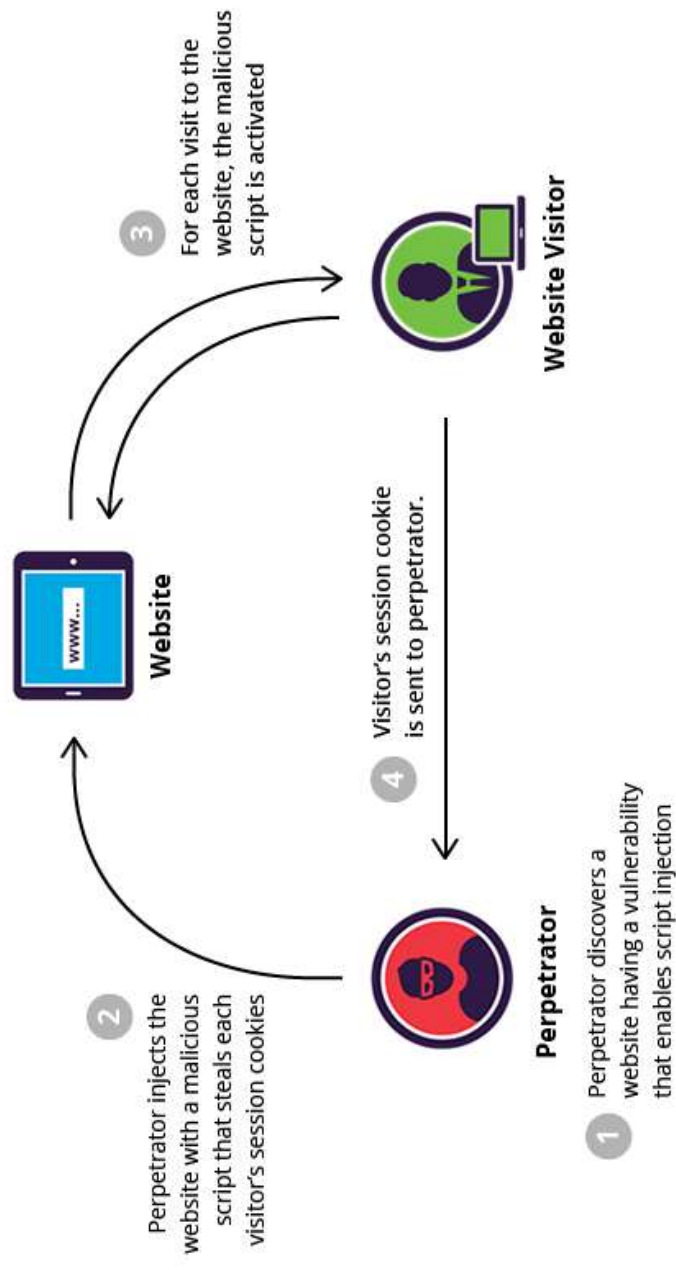 1
Perpetrator discovers a
website having a vulnerability
that enables script injection
Perpetrator
2
Perpetrator injects the
website with a malicious
script that steals each
visitor's session cookies
www...
Website
3
For each visit to the
website, the malicious
script is activated
Website Visitor
4
Visitor's session cookie
is sent to perpetrator.